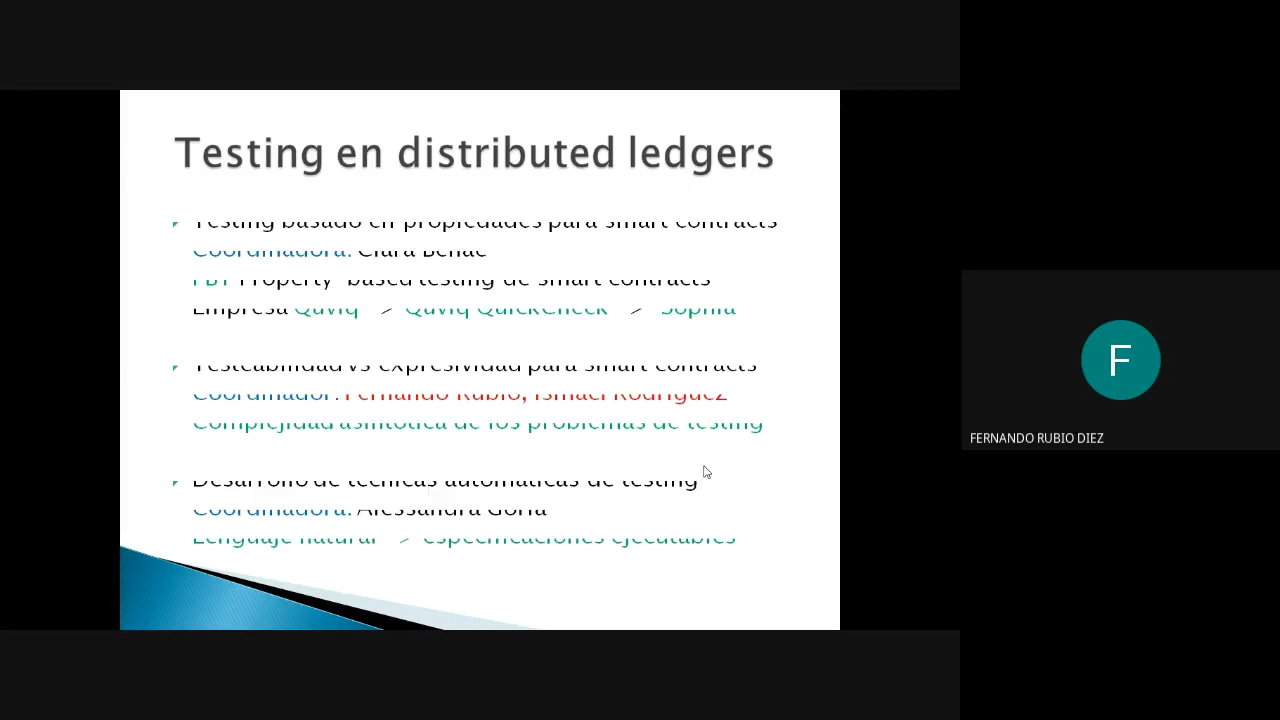 Testing en distributed ledgers
Testing basado en propiedades para smart contracts
Coordinadora: Clara Benac
PBT Property-based testing de smart contracts
Empresa Quviq -> Quviq QuickCheck -> Sophia
Testeabilidad vs expresividad para smart contracts
Coordinador: Fernando Rubio, Ismael Rodríguez
Complejidad asintótica de los problemas de testing
Desarrollo de técnicas automáticas de testing
Coordinadora: Alessandra Gorla
Lenguaje natural -> especificaciones ejecutables
F
FERNANDO RUBIO DIEZ